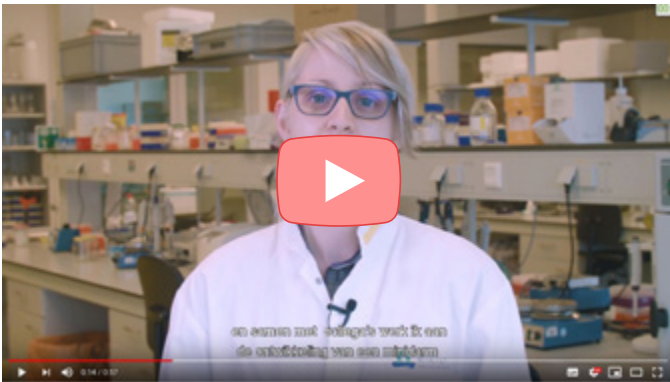 en samen met collega's werk ik aan
de ontwikkeling van een minidarm
0:14 / 0:57